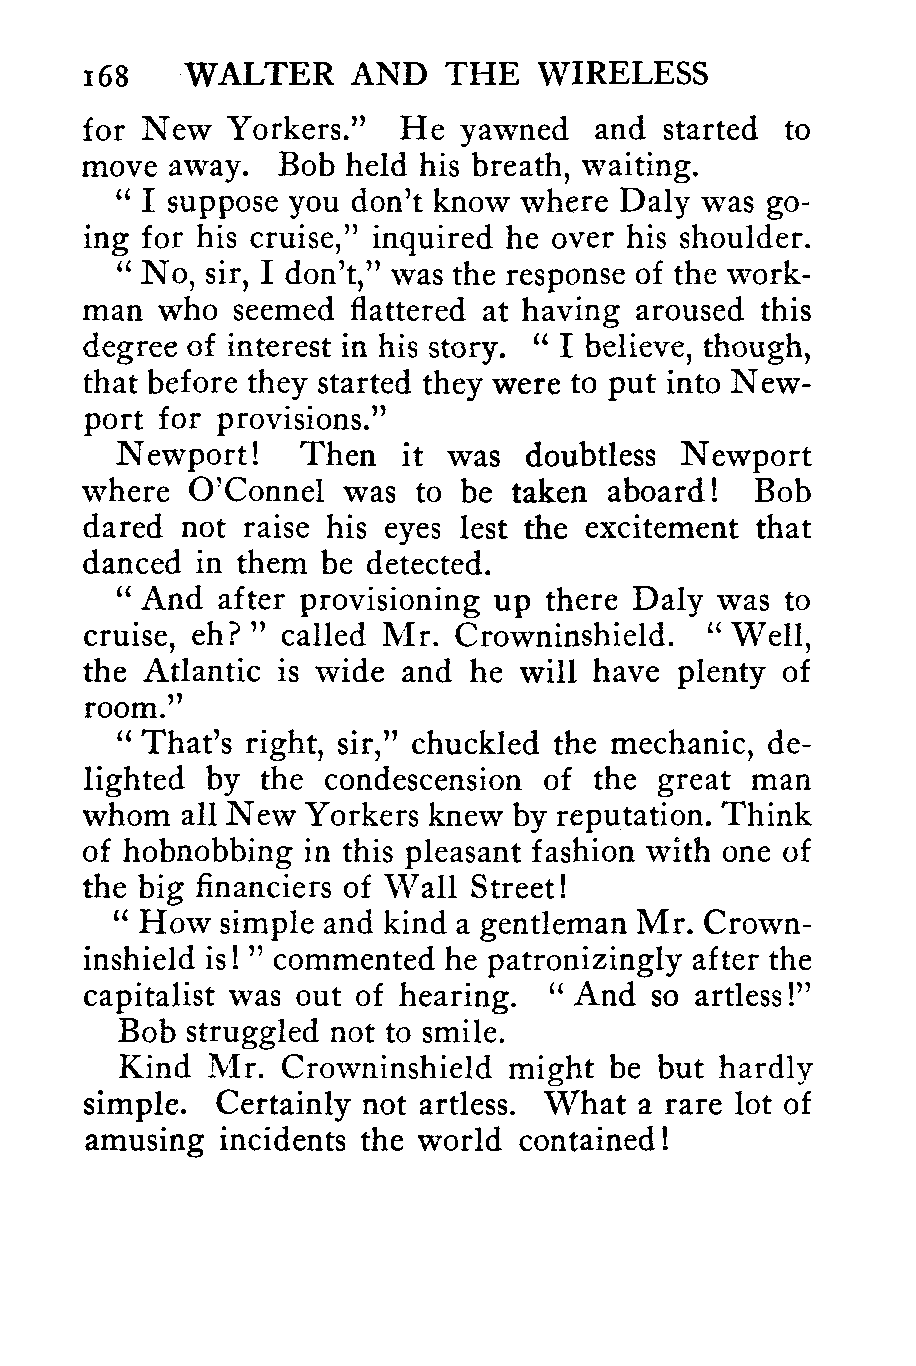 168 WALTER AND THE WIRELESS
for New Yorkers.” He yawned and started to
move away. Bob held his breath, waiting.
“ I suppose you don’t know where Daly was go-
ing for his cruise,” inquired he over his shoulder.
“ No, sir, I don’t,” was the response of the work-
man who seemed flattered at having aroused this
degree of interest in his story. “ I believe, though,
that before they started they were to put into New-
port for provisions.”
Newport! Then it was doubtless Newport
where O’Connel was to be taken aboard! Bob
dared not raise his eyes lest the excitement that
danced in them be detected.
“ And after provisioning up there Daly was to
cruise, eh? ” called Mr. Crowninshield. “ Well,
the Atlantic is wide and he will have plenty of
room.”
“ That’s right, sir,” chuckled the mechanic, de-
lighted by the condescension of the great man
whom all New Yorkers knew by reputation. Think
of hobnobbing in this pleasant fashion with one of
the big financiers of Wall Street!
“ How simple and kind a gentleman Mr. Crown-
inshield is! ” commented he patronizingly after the
capitalist was out of hearing. “ And so artless!”
Bob struggled not to smile.
Kind Mr. Crowninshield might be but hardly
simple. Certainly not artless. What a rare lot of
amusing incidents the world contained!